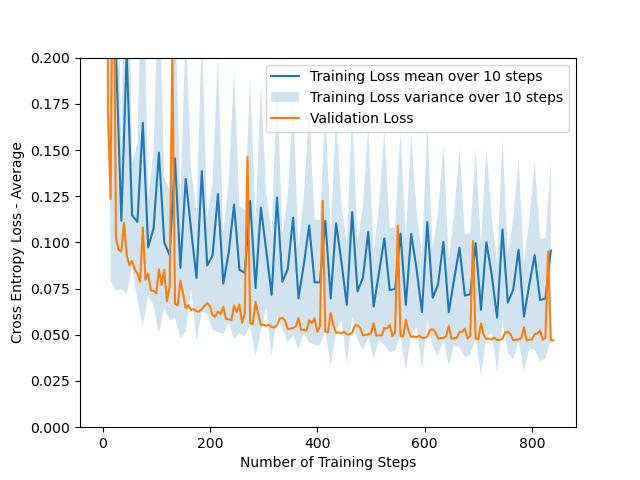 0.200
0.175
0.150
0.125
0.100
0.075
0.050
0.025
0.000
Cross Entropy Loss - Average
Training Loss mean over 10 steps
Training Loss variance over 10 steps
Validation Loss
0 200 400 600 800
Number of Training Steps